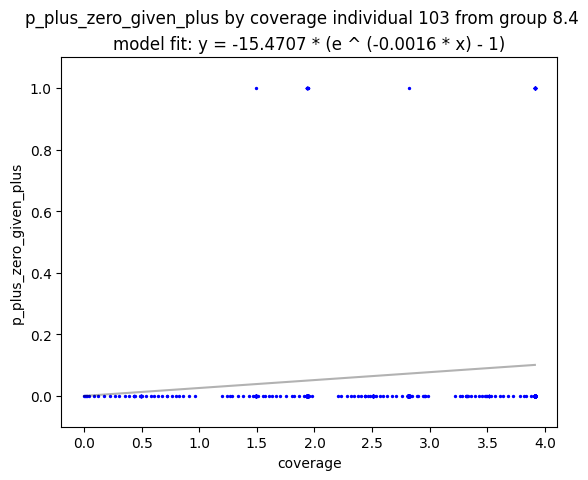 p_plus_zero_given_plus by coverage individual 103 from group 8.4
model fit: y = -15.4707 * (e ^ (-0.0016 * x) - 1)
1.0
0.8
0.6
0.4
0.2
0.0
p_plus_zero_given_plus
0.0 0.5 1.0 1.5 2.0 2.5 3.0 3.5 4.0
coverage